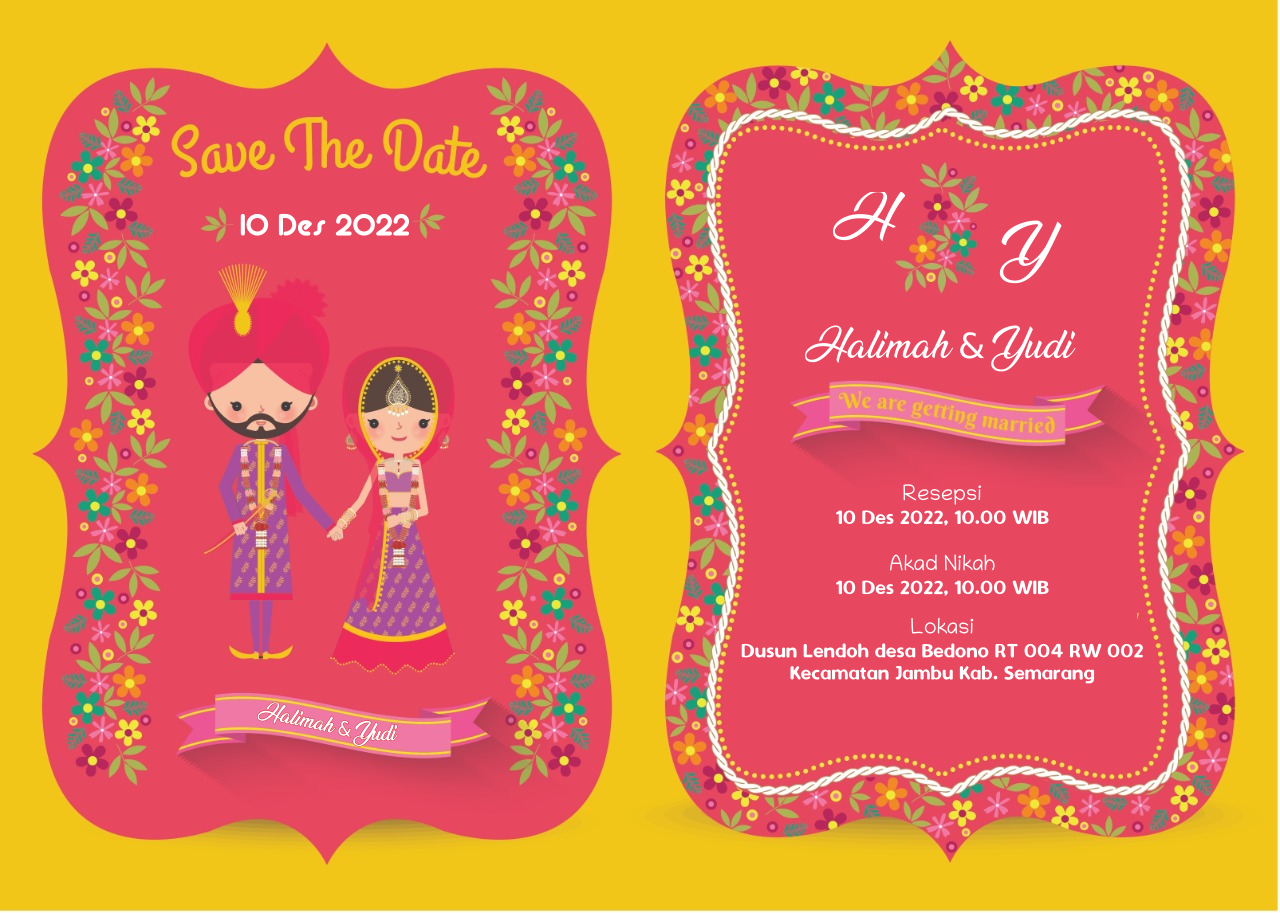 Save The Date
10 Des 2022
Halimah & Yudi
H Y
Halimah & Yudi
We are getting married
Resepsi
10 Des 2022, 10.00 WIB
Akad Nikah
10 Des 2022, 10.00 WIB
Lokasi
Dusun Lendoh desa Bedono RT 004 RW 002
Kecamatan Jambu Kab. Semarang